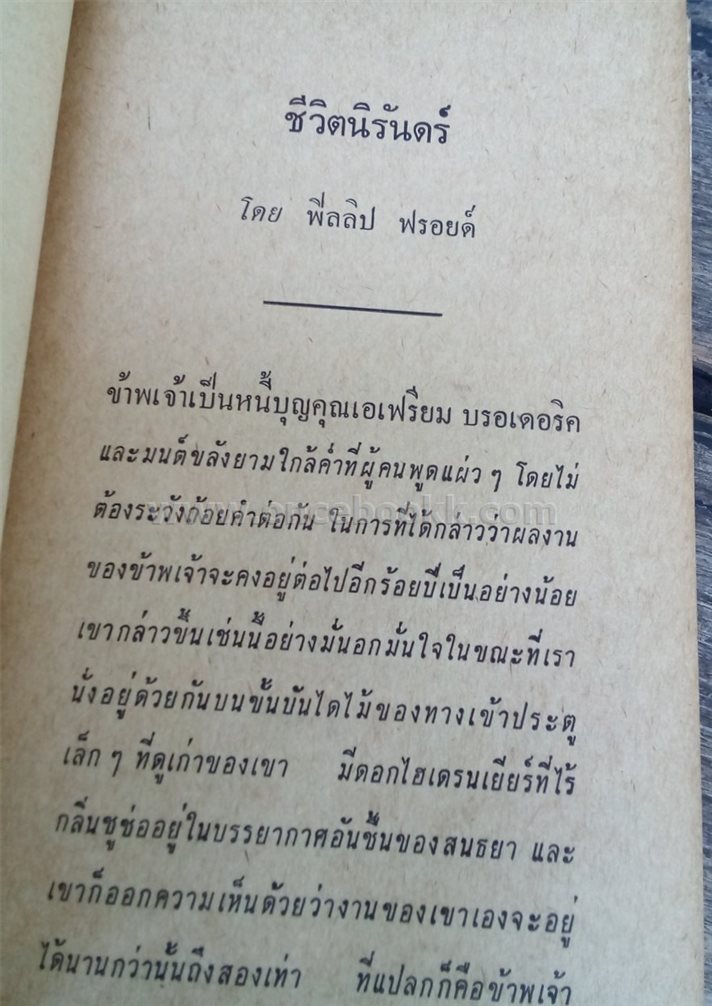 ชีวิตนิรันดร์
โดย พีลลิป ฟรอยด์
ข้าพเจ้าเป็นหนี้บุญคุณเอเฟรียม บรอเดอริค
และมนต์ขลังยามใกล้ค่ำที่ผู้คนพูดแผ่ว ๆ โดยไม่
ต้องระวังถ้อยคำต่อกัน ในการที่ได้กล่าวว่าผลงาน
ของข้าพเจ้าจะคงอยู่ต่อไปอีกร้อยปีเป็นอย่างน้อย
เขากล่าวขึ้นเช่นนี้อย่างมั่นอกมั่นใจในขณะที่เรา
นั่งอยู่ด้วยกันบนขั้นบันไดไม้ของทางเข้าประตู
เล็ก ๆ ที่ดูเก่าของเขา มีดอกไฮเดรนเยียร์ที่ไร้
กลิ่นชูช่ออยู่ในบรรยากาศอันชื้นของสนธยา และ
เขาก็ออกความเห็นด้วยว่างานของเขาเองจะอยู่
ได้นานกว่านั้นถึงสองเท่า ที่แปลกก็คือข้าพเจ้า